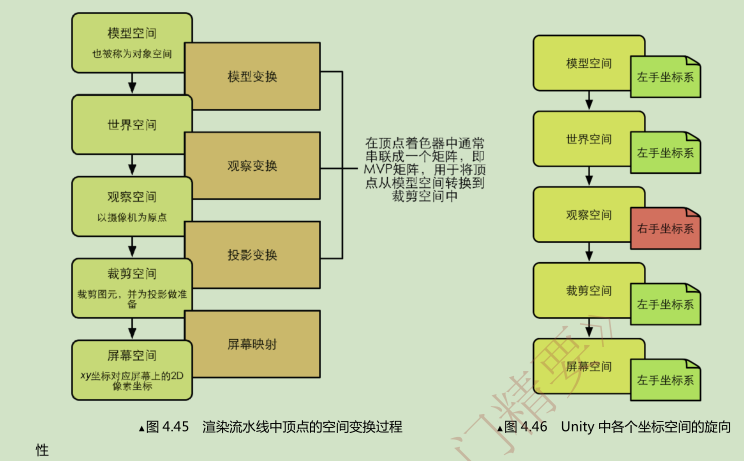 模型空间
也被称为对象空间
模型变换
世界空间
观察变换
观察空间
以摄像机为原点
投影变换
裁剪空间
裁剪图元，并为投影做准
备
屏幕映射
屏幕空间
xy坐标对应屏幕上的2D
像素坐标
在顶点着色器中通常
串联成一个矩阵，即
MVP矩阵，用于将顶
点从模型空间转换到
裁剪空间中
模型空间
左手坐标系
世界空间
左手坐标系
观察空间
右手坐标系
裁剪空间
左手坐标系
屏幕空间
左手坐标系
▲图 4.45 渲染流水线中顶点的空间变换过程
▲图 4.46 Unity 中各个坐标空间的旋向
性
门精要》